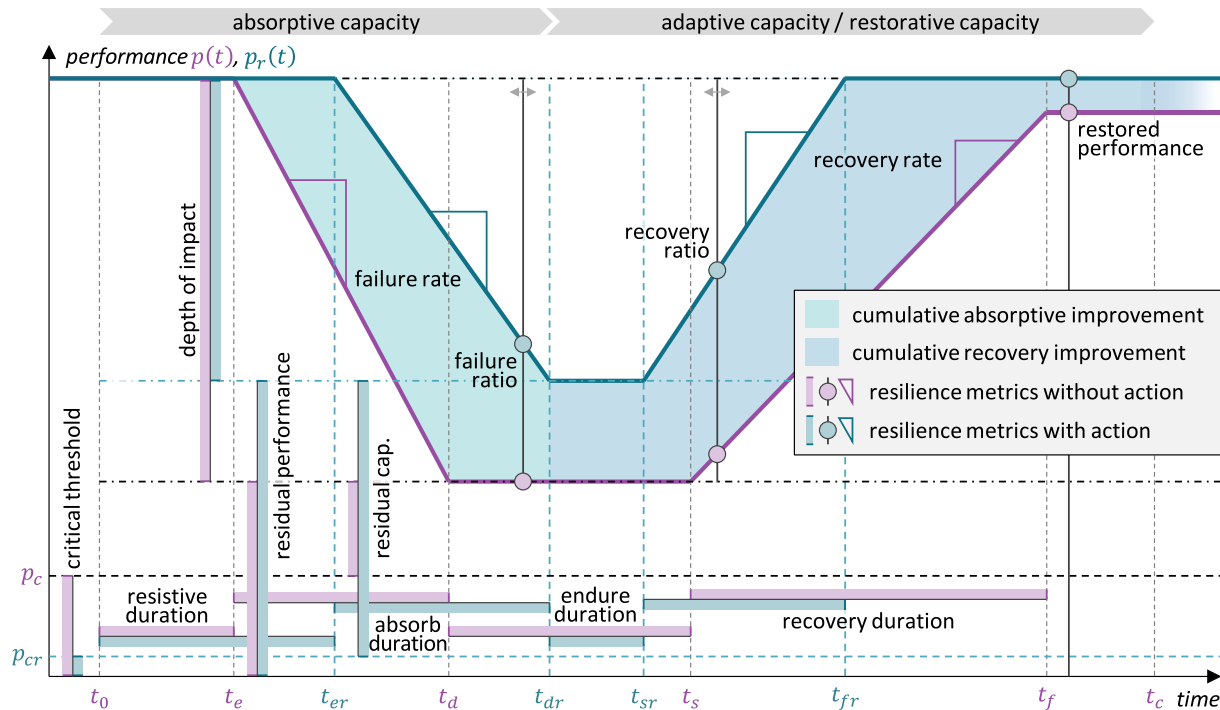 absorptive capacity
adaptive capacity / restorative capacity
performance p(t), p_r(t)
restored
performance
recovery rate
depth of impact
recovery
ratio
failure rate
failure
ratio
cumulative absorptive improvement
cumulative recovery improvement
resilience metrics without action
resilience metrics with action
critical threshold
residual performance
residual cap.
p_c
resistive
duration
endure
duration
absorb
duration
recovery duration
p_cr
t_0
t_e
t_er
t_d
t_dr
t_sr
t_s
t_fr
t_f
t_c
time